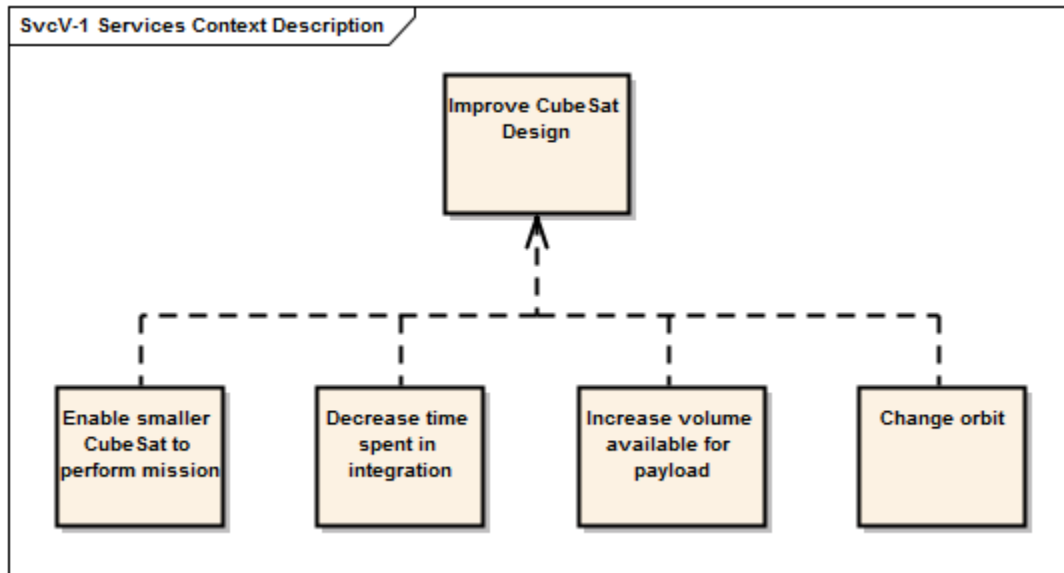 SvcV-1 Services Context Description
Improve CubeSat
Design
Enable smaller
CubeSat to
perform mission
Decrease time
spent in
integration
Increase volume
available for
payload
Change orbit